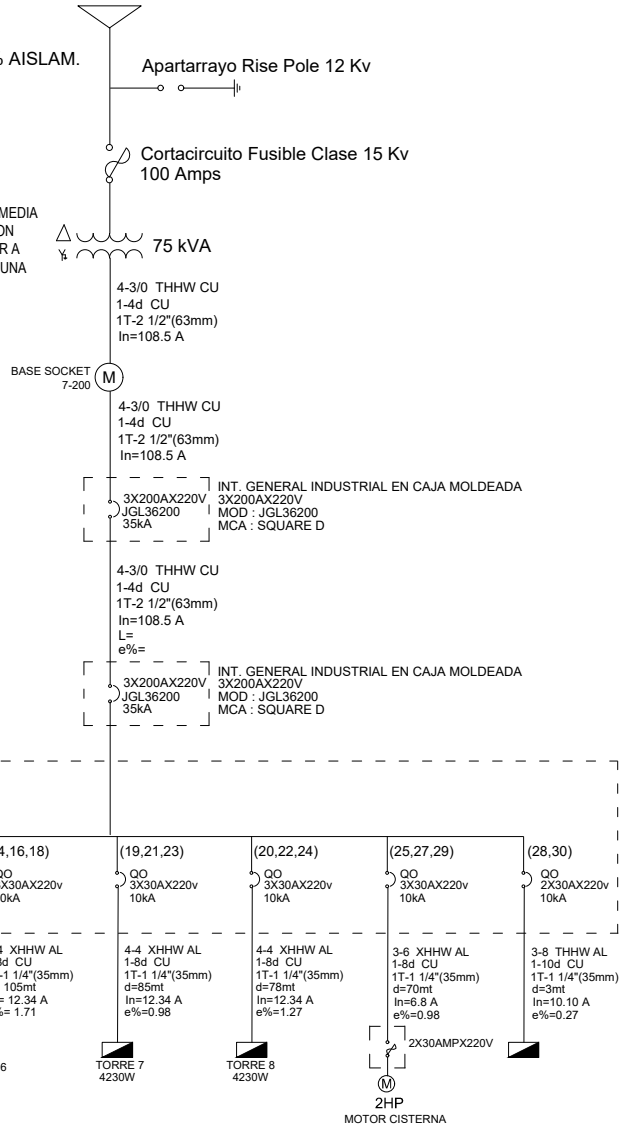 AISLAM.
Apartarrayo Rise Pole 12 Kv
Cortacircuito Fusible Clase 15 Kv
100 Amps
MEDIA
ON
R A
UNA
75 kVA
4-3/0 THHW CU
1-4d CU
1T-2 1/2"(63mm)
In=108.5 A
BASE SOCKET
7-200
M
4-3/0 THHW CU
1-4d CU
1T-2 1/2"(63mm)
In=108.5 A
3X200AX220V
JGL36200
35kA
INT. GENERAL INDUSTRIAL EN CAJA MOLDEADA
3X200AX220V
MOD : JGL36200
MCA : SQUARE D
4-3/0 THHW CU
1-4d CU
1T-2 1/2"(63mm)
In=108.5 A
L=
e%=
3X200AX220V
JGL36200
35kA
INT. GENERAL INDUSTRIAL EN CAJA MOLDEADA
3X200AX220V
MOD : JGL36200
MCA : SQUARE D
4,16,18)
QO
X30AX220v
0kA
4 XHHW AL
8d CU
-1 1/4"(35mm)
105mt
= 12.34 A
%= 1.71
6
(19,21,23)
QO
3X30AX220v
10kA
4-4 XHHW AL
1-8d CU
1T-1 1/4"(35mm)
d=85mt
In=12.34 A
e%=0.98
TORRE 7
4230W
(20,22,24)
QO
3X30AX220v
10kA
4-4 XHHW AL
1-8d CU
1T-1 1/4"(35mm)
d=78mt
In=12.34 A
e%=1.27
TORRE 8
4230W
(25,27,29)
QO
3X30AX220v
10kA
3-6 XHHW AL
1-8d CU
1T-1 1/4"(35mm)
d=70mt
In=6.8 A
e%=0.98
2X30AMPX220V
M
2HP
MOTOR CISTERNA
(28,30)
QO
2X30AX220v
10kA
3-8 THHW AL
1-10d CU
1T-1 1/4"(35mm)
d=3mt
In=10.10 A
e%=0.27